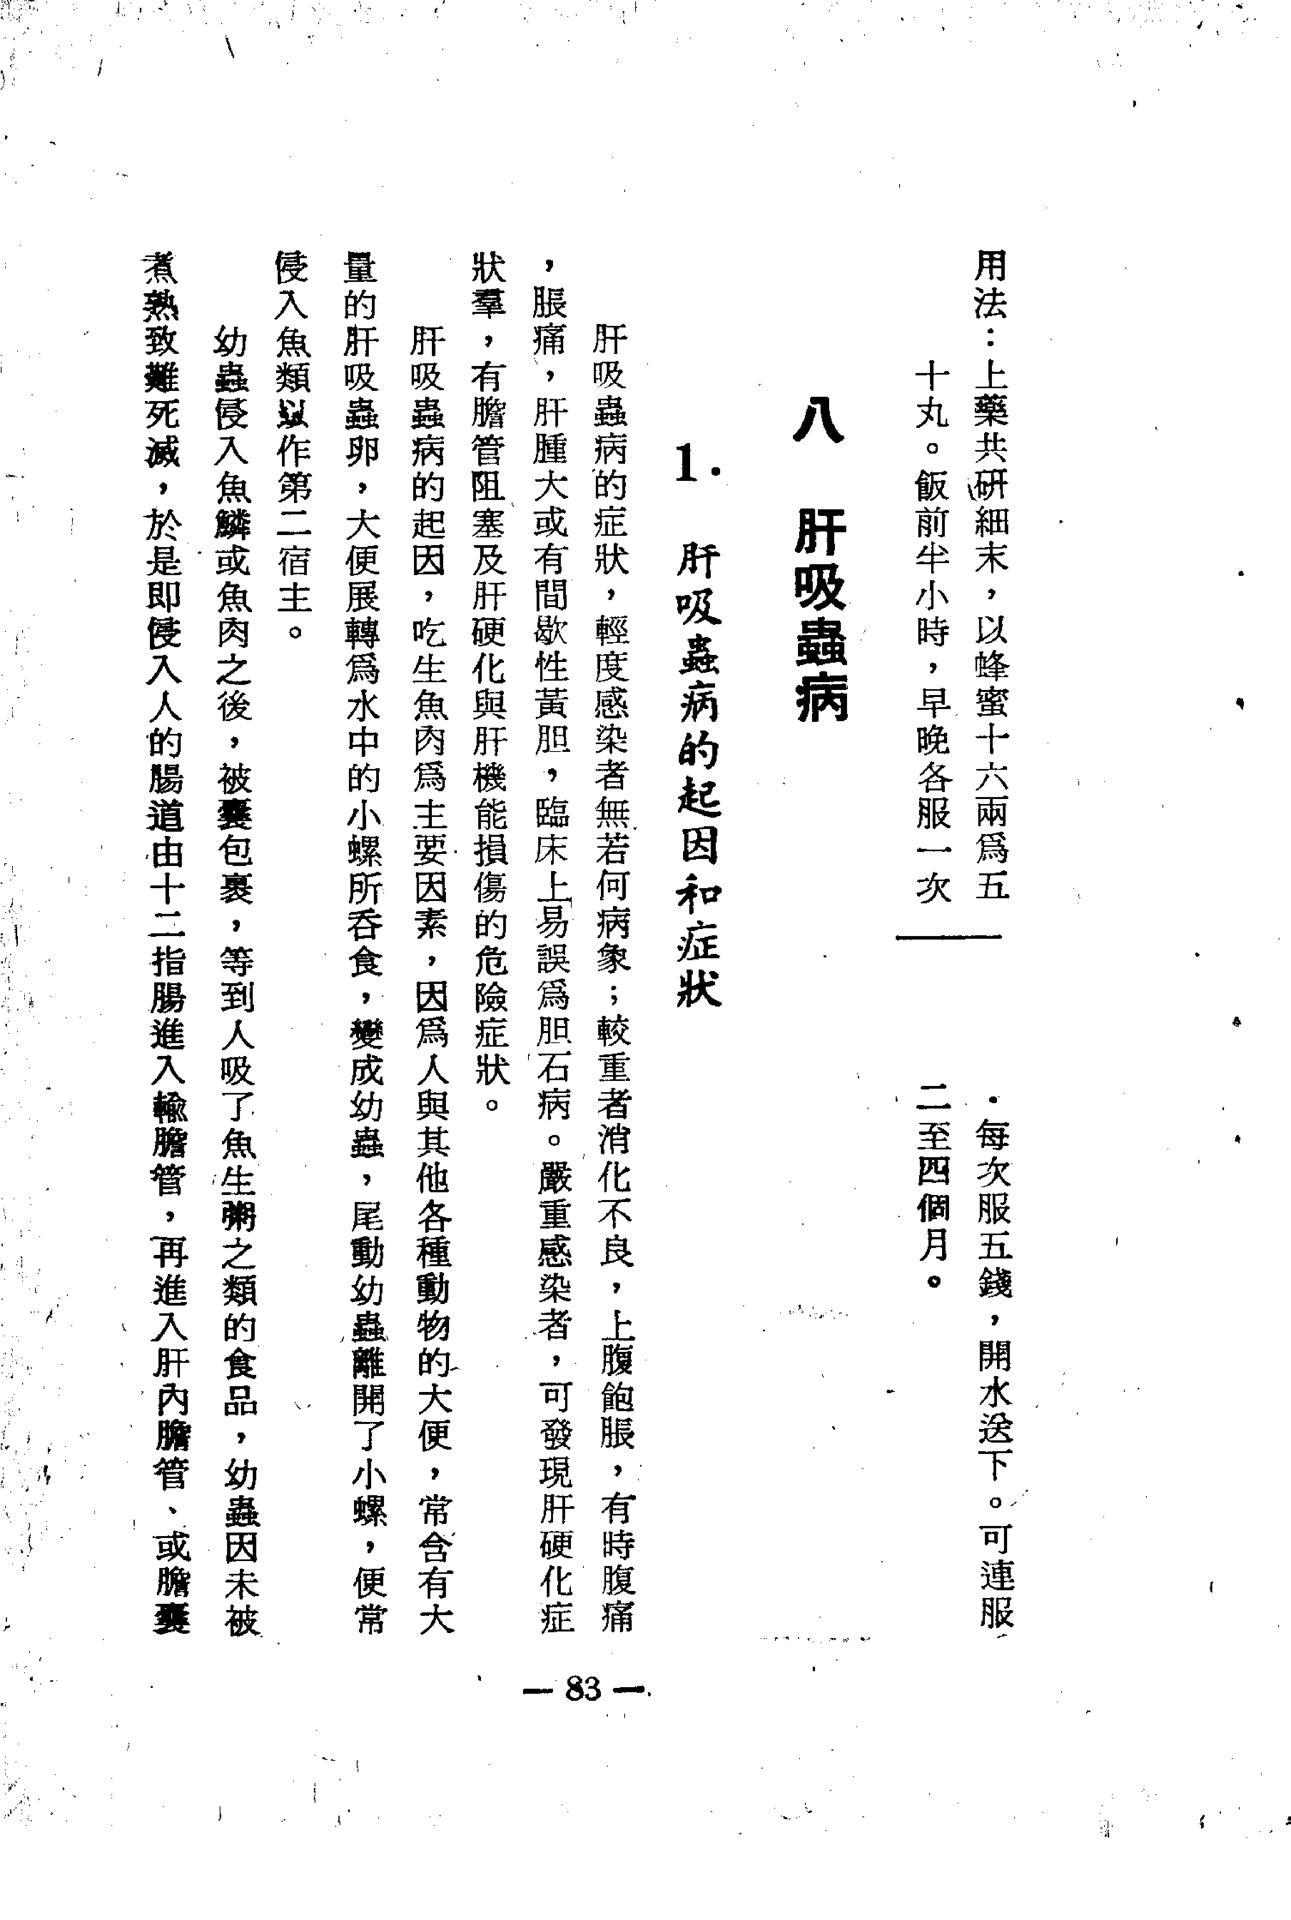 用法：上藥共研細末，以蜂蜜十六兩爲五
十丸。飯前半小時，早晚各服一次
．每次服五錢，開水送下。可連服
二至四個月。
八　肝吸蟲病
1.　肝吸蟲病的起因和症狀
肝吸蟲病的症狀，輕度感染者無若何病象；較重者消化不良，上腹飽脹，有時腹痛
，脹痛，肝腫大或有間歇性黃胆，臨床上易誤爲胆石病。嚴重感染者，可發現肝硬化症
狀羣，有膽管阻塞及肝硬化與肝機能損傷的危險症狀。
肝吸蟲病的起因，吃生魚肉爲主要因素，因爲人與其他各種動物的大便，常含有大
量的肝吸蟲卵，大便展轉爲水中的小螺所吞食，變成幼蟲，尾動幼蟲離開了小螺，便常
侵入魚類以作第二宿主。
幼蟲侵入魚鱗或魚肉之後，被囊包裹，等到人吸了魚生粥之類的食品，幼蟲因未被
煮熟致難死滅，於是即侵入人的腸道由十二指腸進入輸膽管，再進入肝內膽管、或膽囊
— 83 —